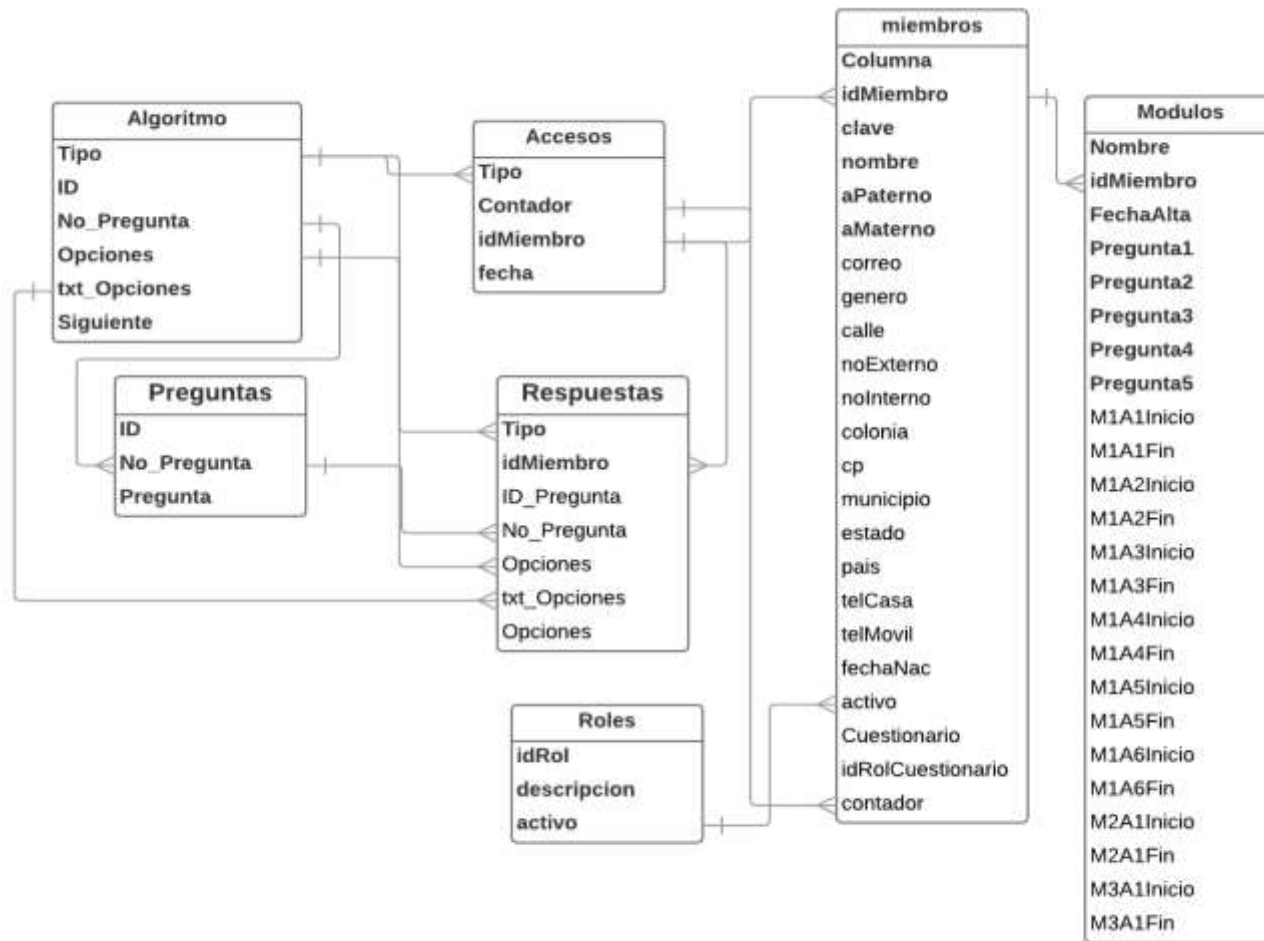 Algoritmo
Tipo
ID
No_Pregunta
Opciones
txt_Opciones
Siguiente
Preguntas
ID
No_Pregunta
Pregunta
Accesos
Tipo
Contador
idMiembro
fecha
Respuestas
Tipo
idMiembro
ID_Pregunta
No_Pregunta
Opciones
txt_Opciones
Opciones
Roles
idRol
descripcion
activo
miembros
Columna
idMiembro
clave
nombre
aPaterno
aMaterno
correo
genero
calle
noExterno
noInterno
colonia
cp
municipio
estado
pais
telCasa
telMovil
fechaNac
activo
Cuestionario
idRolCuestionario
contador
Modulos
Nombre
idMiembro
FechaAlta
Pregunta1
Pregunta2
Pregunta3
Pregunta4
Pregunta5
M1A1Inicio
M1A1Fin
M1A2Inicio
M1A2Fin
M1A3Inicio
M1A3Fin
M1A4Inicio
M1A4Fin
M1A5Inicio
M1A5Fin
M1A6Inicio
M1A6Fin
M2A1Inicio
M2A1Fin
M3A1Inicio
M3A1Fin